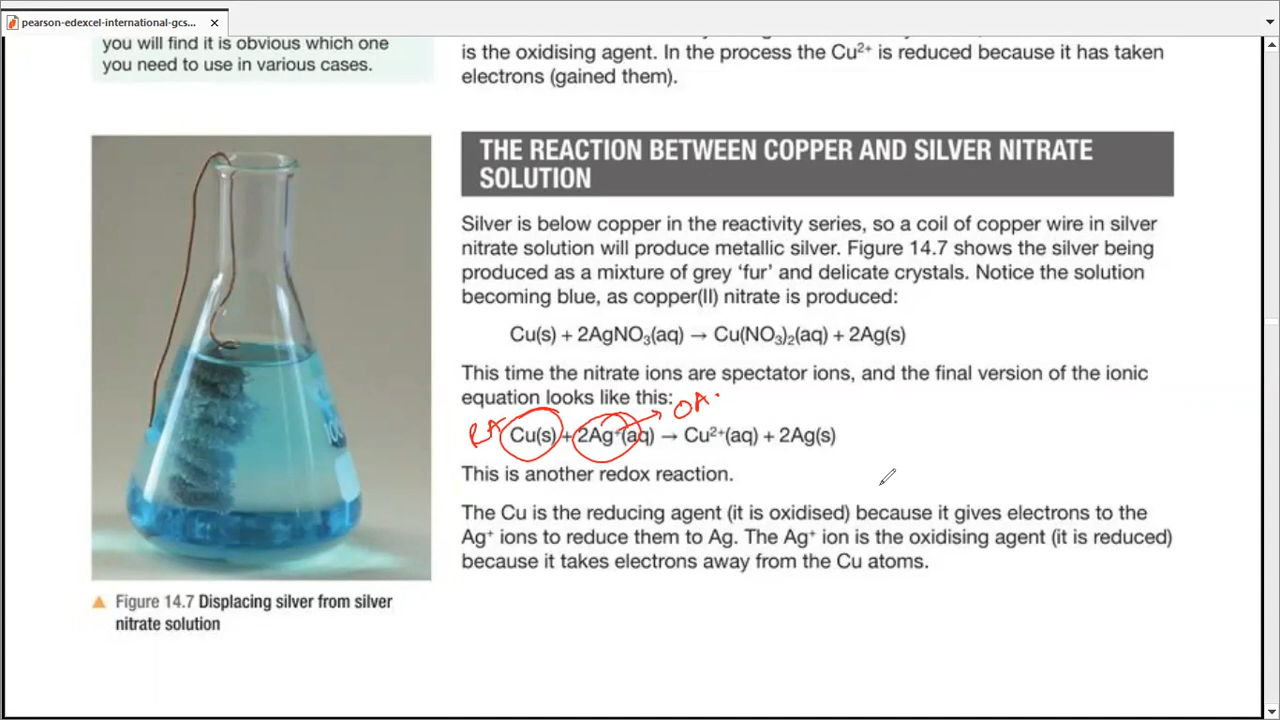 pearson-edexcel-international-gcs...
you will find it is obvious which one
you need to use in various cases.
is the oxidising agent. In the process the Cu²⁺ is reduced because it has taken
electrons (gained them).
THE REACTION BETWEEN COPPER AND SILVER NITRATE
SOLUTION
Silver is below copper in the reactivity series, so a coil of copper wire in silver
nitrate solution will produce metallic silver. Figure 14.7 shows the silver being
produced as a mixture of grey ‘fur’ and delicate crystals. Notice the solution
becoming blue, as copper(II) nitrate is produced:
Cu(s) + 2AgNO₃(aq) → Cu(NO₃)₂(aq) + 2Ag(s)
This time the nitrate ions are spectator ions, and the final version of the ionic
equation looks like this:
OA.
RA
Cu(s) + 2Ag⁺(aq) → Cu²⁺(aq) + 2Ag(s)
This is another redox reaction.
The Cu is the reducing agent (it is oxidised) because it gives electrons to the
Ag⁺ ions to reduce them to Ag. The Ag⁺ ion is the oxidising agent (it is reduced)
because it takes electrons away from the Cu atoms.
Figure 14.7 Displacing silver from silver
nitrate solution